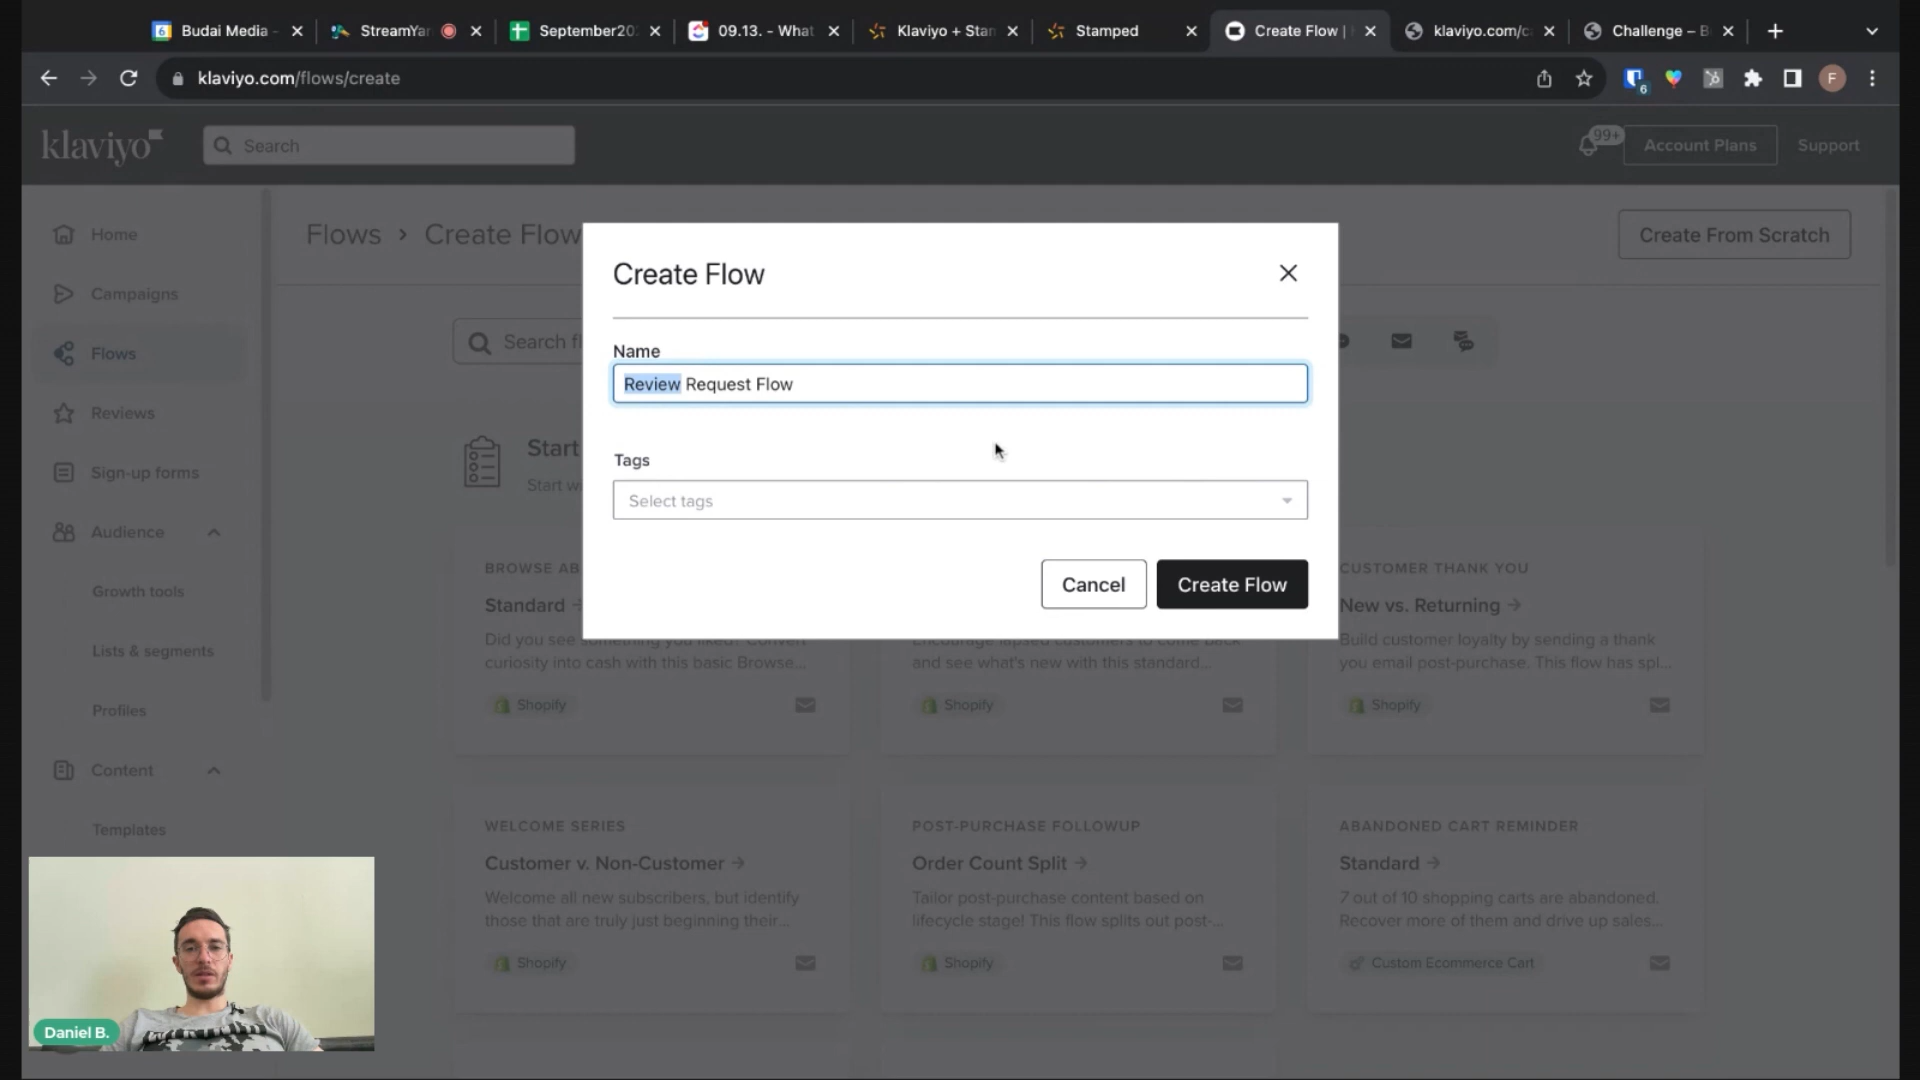 Budai Media -
StreamYar
September20
09.13. - What
Klaviyo + Stan
Stamped
Create Flow |
klaviyo.com/c
Challenge – B
klaviyo.com/flows/create
6
F
klaviyo
Search
99+
Account Plans
Support
Home
Campaigns
Flows
Reviews
Sign-up forms
Audience
Growth tools
Lists & segments
Profiles
Content
Templates
Flows › Create Flow
Create From Scratch
Search fl
Start
Start w
Create Flow
Name
Review Request Flow
Tags
Select tags
Cancel
Create Flow
BROWSE AB
Standard →
Did you see something you liked? Convert
curiosity into cash with this basic Browse...
Shopify
Encourage lapsed customers to come back
and see what's new with this standard...
Shopify
CUSTOMER THANK YOU
New vs. Returning →
Build customer loyalty by sending a thank
you email post-purchase. This flow has spl...
Shopify
WELCOME SERIES
Customer v. Non-Customer →
Welcome all new subscribers, but identify
those that are truly just beginning their...
Shopify
POST-PURCHASE FOLLOWUP
Order Count Split →
Tailor post-purchase content based on
lifecycle stage! This flow splits out post-...
Shopify
ABANDONED CART REMINDER
Standard →
7 out of 10 shopping carts are abandoned.
Recover more of them and drive up sales...
Custom Ecommerce Cart
Daniel B.